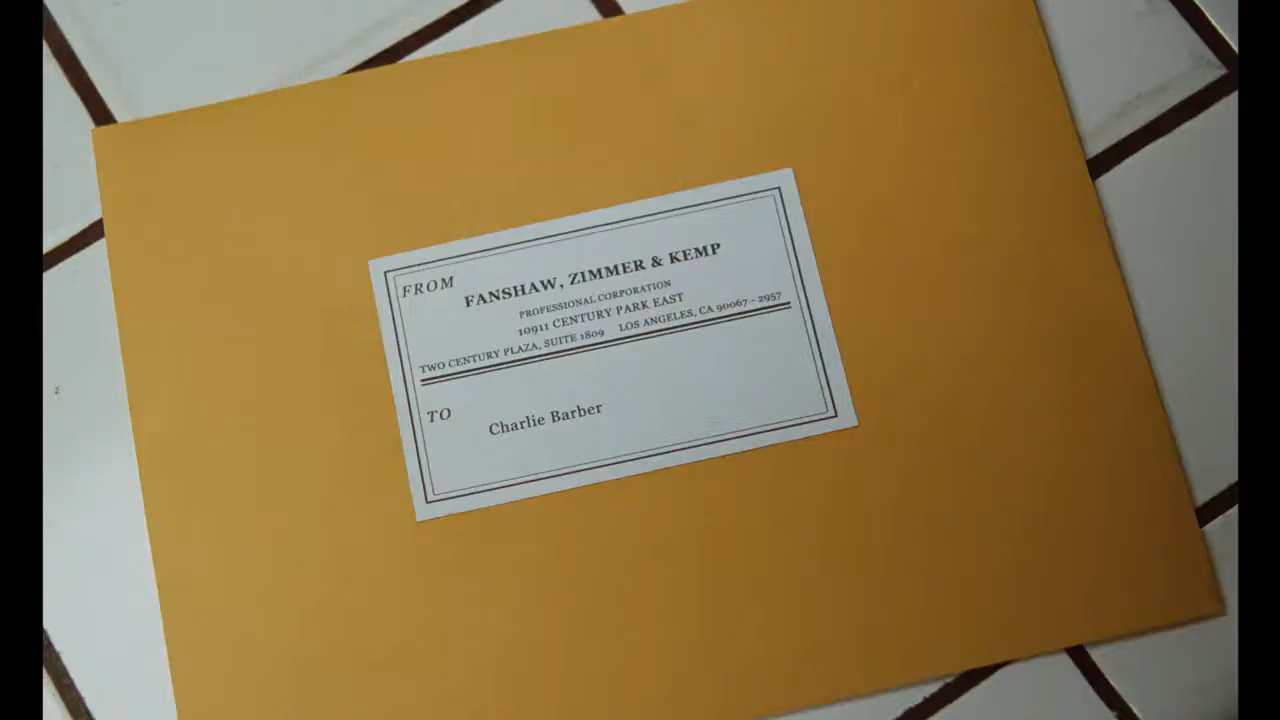 FROM
FANSHAW, ZIMMER & KEMP
PROFESSIONAL CORPORATION
10911 CENTURY PARK EAST
TWO CENTURY PLAZA, SUITE 1809 LOS ANGELES, CA 90067 - 2957
TO
Charlie Barber